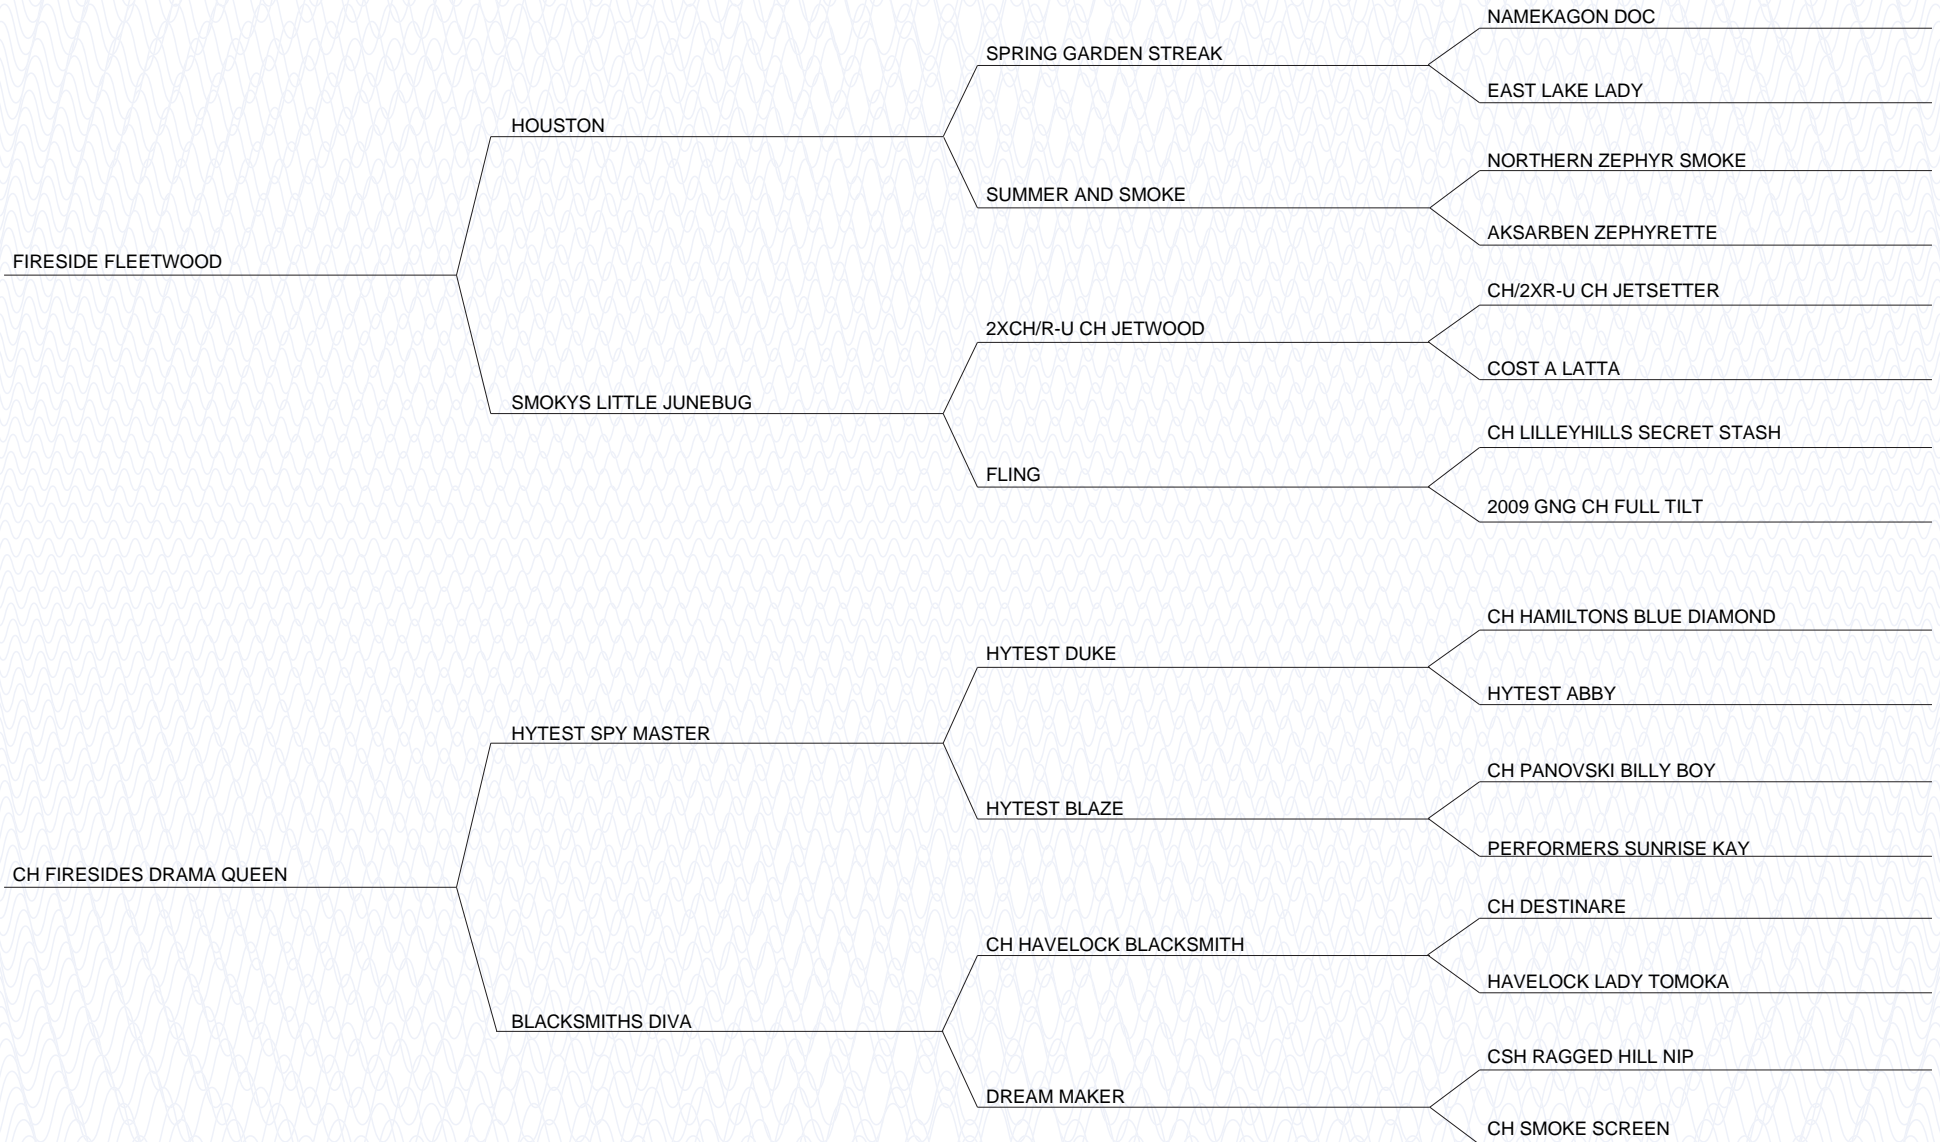 NAMEKAGON DOC
SPRING GARDEN STREAK
EAST LAKE LADY
HOUSTON
NORTHERN ZEPHYR SMOKE
SUMMER AND SMOKE
AKSARBEN ZEPHYRETTE
FIRESIDE FLEETWOOD
CH/2XR-U CH JETSETTER
2XCH/R-U CH JETWOOD
COST A LATTA
SMOKYS LITTLE JUNEBUG
CH LILLEYHILLS SECRET STASH
FLING
2009 GNG CH FULL TILT
CH HAMILTONS BLUE DIAMOND
HYTEST DUKE
HYTEST ABBY
HYTEST SPY MASTER
CH PANOVSKI BILLY BOY
HYTEST BLAZE
PERFORMERS SUNRISE KAY
CH FIRESIDES DRAMA QUEEN
CH DESTINARE
CH HAVELOCK BLACKSMITH
HAVELOCK LADY TOMOKA
BLACKSMITHS DIVA
CSH RAGGED HILL NIP
DREAM MAKER
CH SMOKE SCREEN